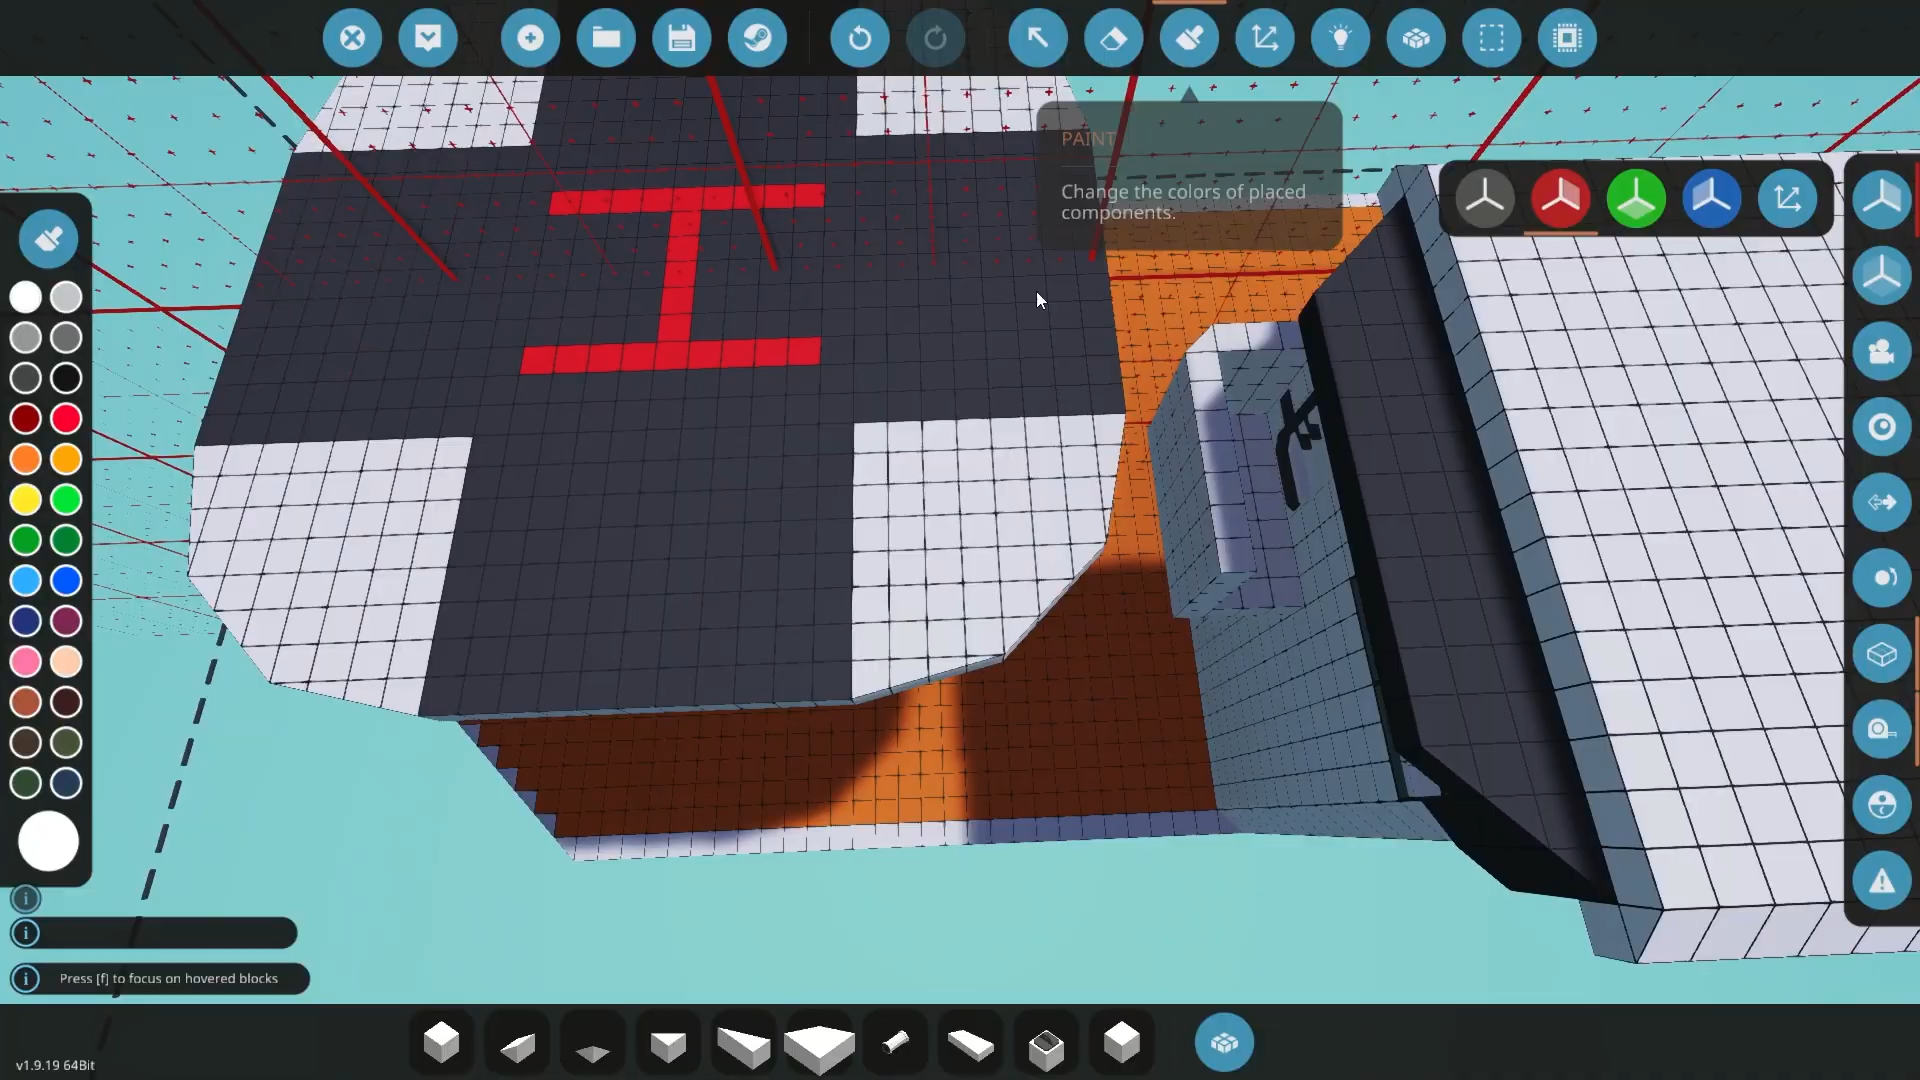 PAINT
Change the colors of placed
components.
Press [f] to focus on hovered blocks
v1.9.19 64Bit